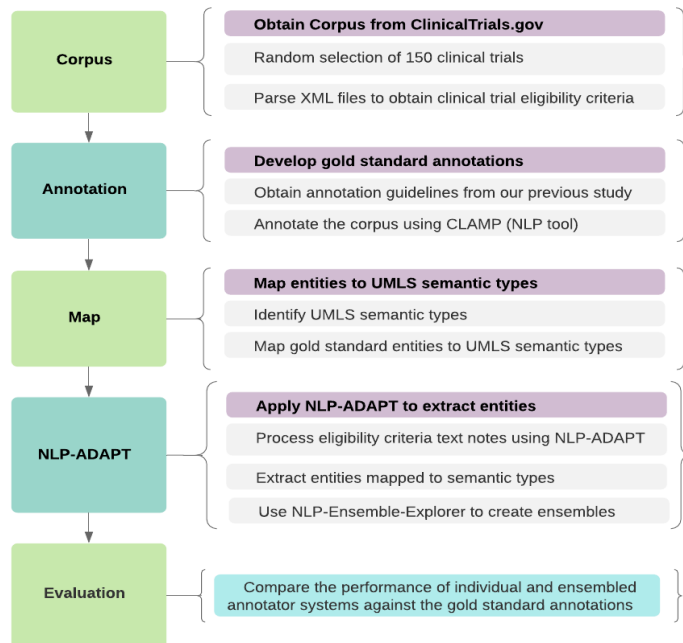 Corpus
Obtain Corpus from ClinicalTrials.gov
Random selection of 150 clinical trials
Parse XML files to obtain clinical trial eligibility criteria
Annotation
Develop gold standard annotations
Obtain annotation guidelines from our previous study
Annotate the corpus using CLAMP (NLP tool)
Map
Map entities to UMLS semantic types
Identify UMLS semantic types
Map gold standard entities to UMLS semantic types
NLP-ADAPT
Apply NLP-ADAPT to extract entities
Process eligibility criteria text notes using NLP-ADAPT
Extract entities mapped to semantic types
Use NLP-Ensemble-Explorer to create ensembles
Evaluation
Compare the performance of individual and ensembled
annotator systems against the gold standard annotations